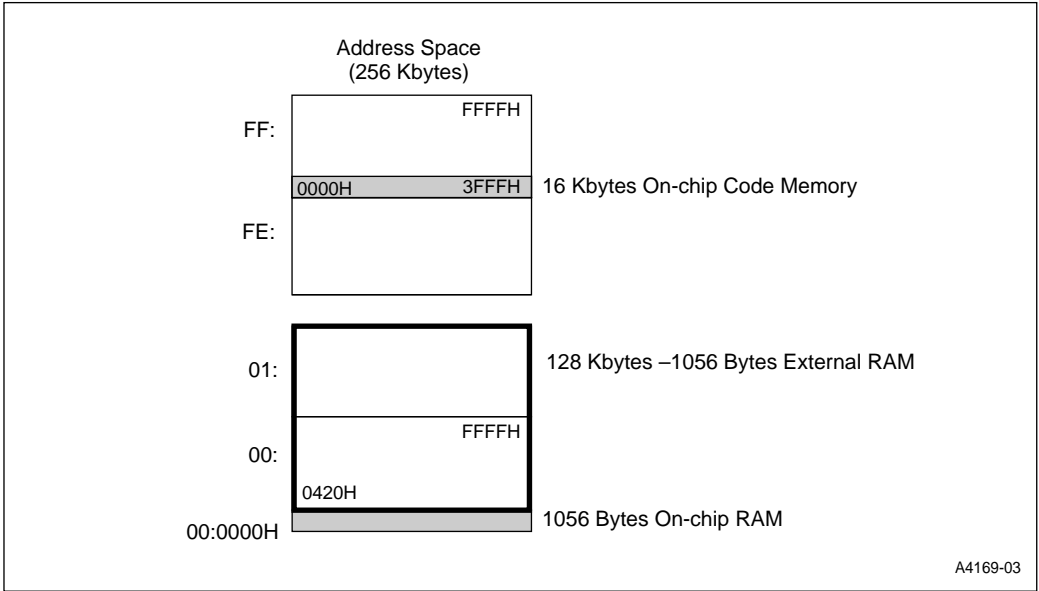 Address Space
(256 Kbytes)
FFFFH
FF:
0000H 3FFFH 16 Kbytes On-chip Code Memory
FE:
01: 128 Kbytes –1056 Bytes External RAM
FFFFH
00:
0420H
1056 Bytes On-chip RAM
00:0000H
A4169-03